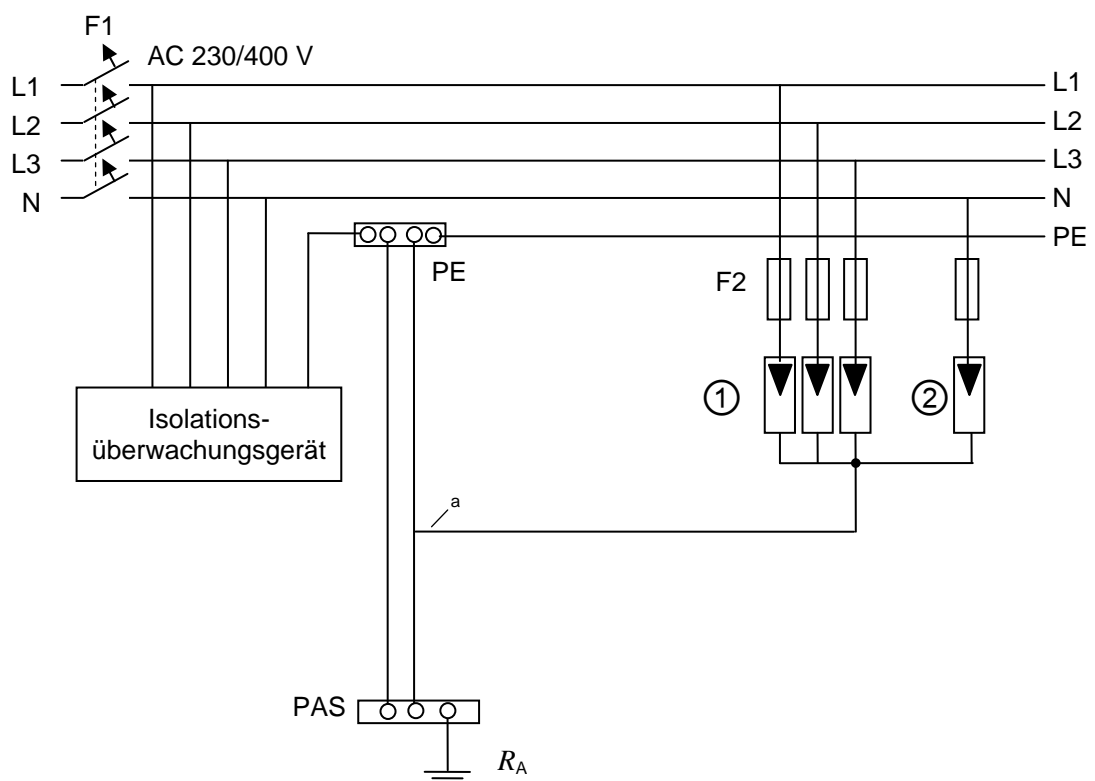 F1
AC 230/400 V
L1
L1
L2
L2
L3
L3
N
N
PE
PE
F2
1
2
Isolations-
überwachungsgerät
a
PAS
RA